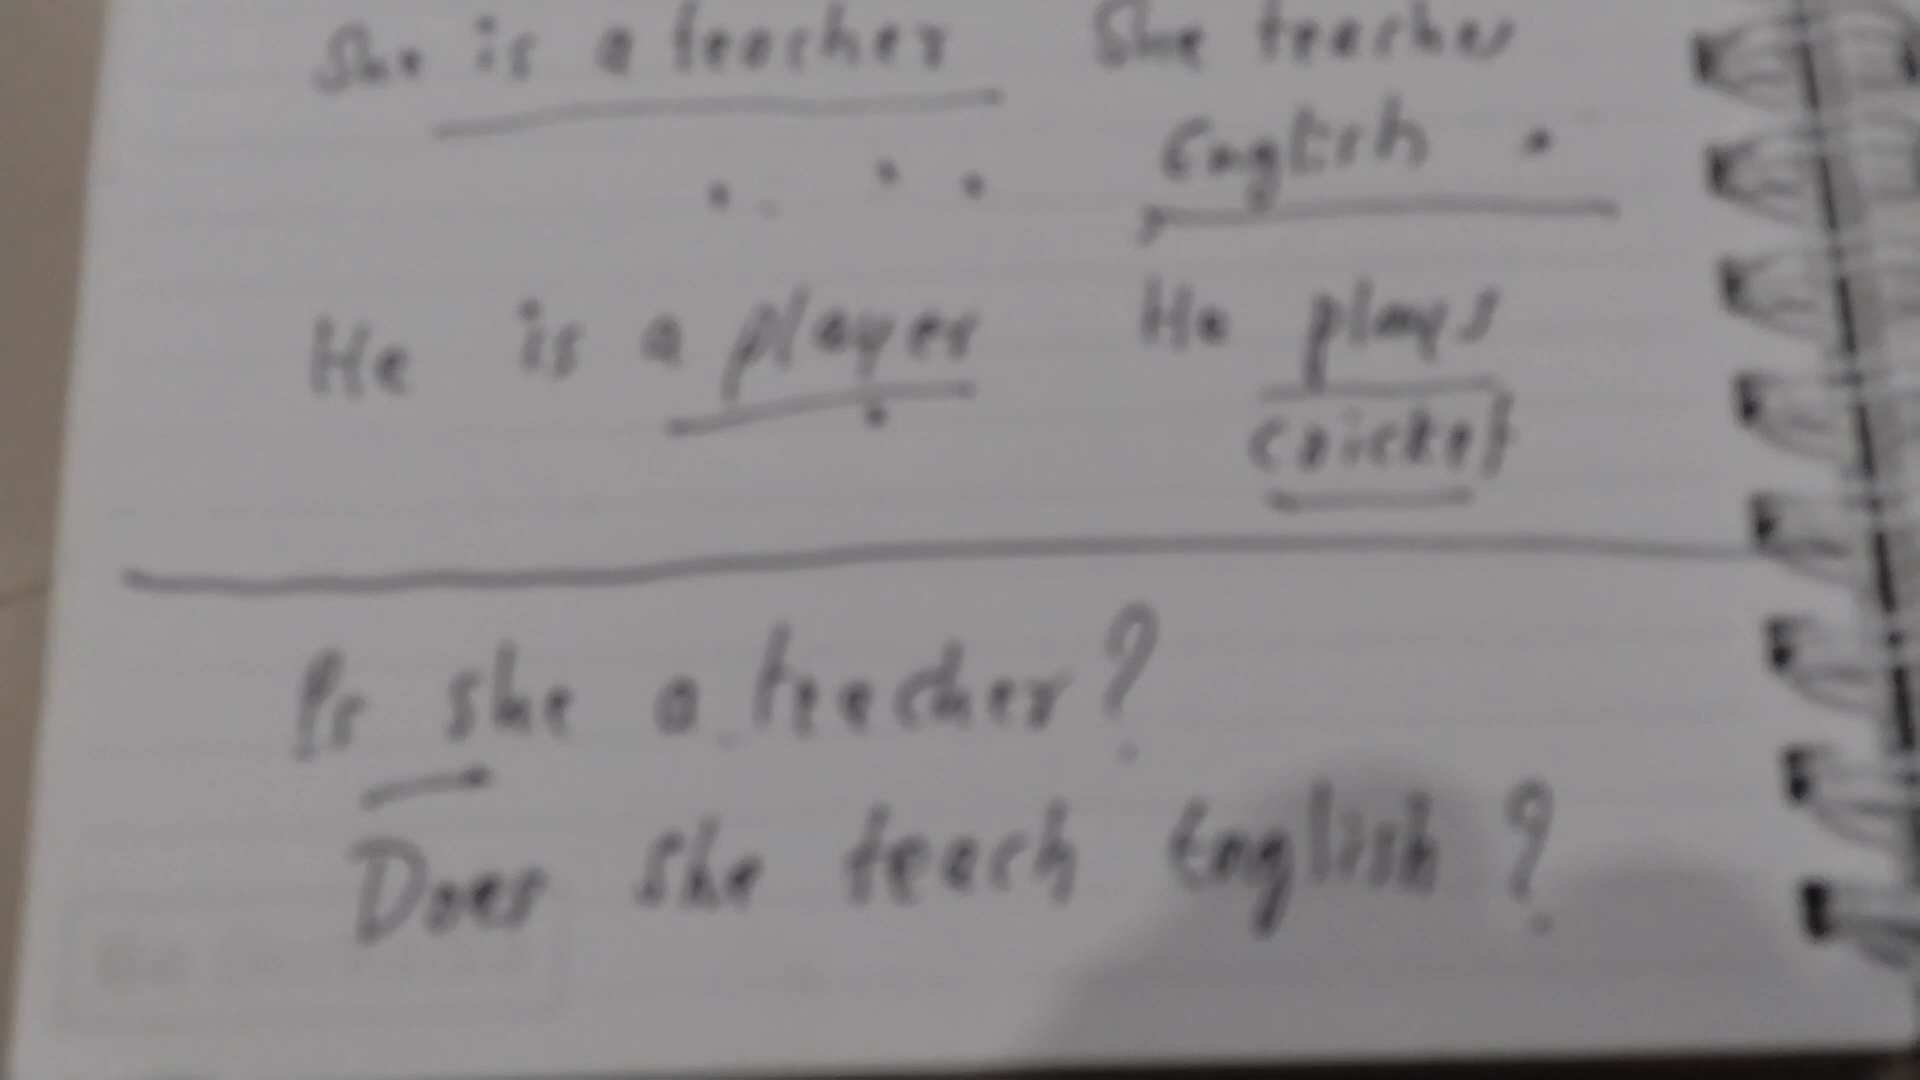 She is a teacher
She teaches
English.
He is a player
He plays
cricket
Is she a teacher?
Does she teach English?